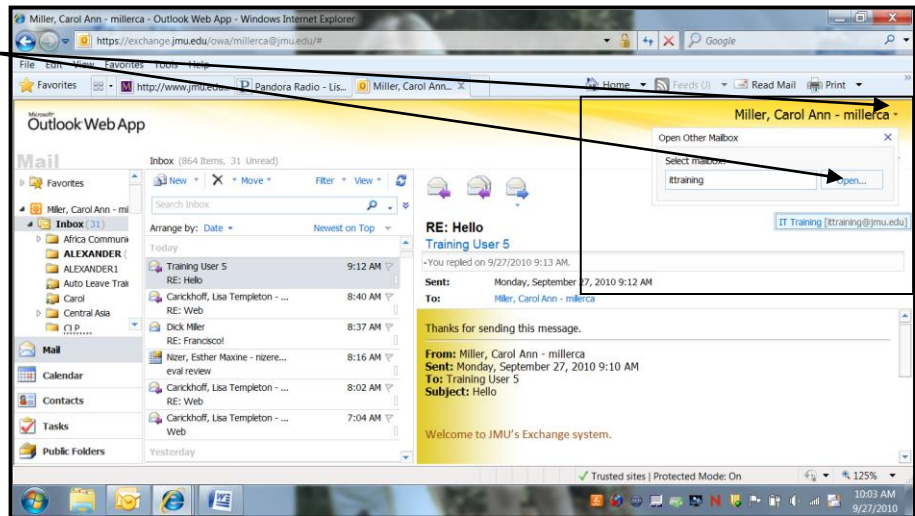 Miller, Carol Ann - millerca - Outlook Web App - Windows Internet Explorer
https://exchange.jmu.edu/owa/millerca@jmu.edu/#
Google
File Edit View Favorites Tools Help
Favorites
http://www.jmu.edu...
Pandora Radio - Lis...
Miller, Carol Ann...
Home
Feeds (J)
Read Mail
Print
Microsoft
Outlook Web App
Miller, Carol Ann - millerca
Open Other Mailbox
Select mailbox:
ittraining
Open...
IT Training [ittraining@jmu.edu]
Mail
Favorites
Miller, Carol Ann - mi
Inbox (31)
Africa Communi
ALEXANDER (
ALEXANDER1
Auto Leave Trai
Carol
Central Asia
CLP
Mail
Calendar
Contacts
Tasks
Public Folders
Inbox (864 Items, 31 Unread)
New
Move
Filter
View
Search Inbox
Arrange by: Date
Newest on Top
Today
Training User 5 9:12 AM
RE: Hello
Carickhoff, Lisa Templeton - ... 8:40 AM
RE: Web
Dick Miller 8:37 AM
RE: Francisco!
Nizer, Esther Maxine - nizere... 8:16 AM
eval review
Carickhoff, Lisa Templeton - ... 8:02 AM
RE: Web
Carickhoff, Lisa Templeton - ... 7:04 AM
Web
Yesterday
RE: Hello
Training User 5
-You replied on 9/27/2010 9:13 AM.
Sent: Monday, September 27, 2010 9:12 AM
To: Miller, Carol Ann - millerca
Thanks for sending this message.
From: Miller, Carol Ann - millerca
Sent: Monday, September 27, 2010 9:10 AM
To: Training User 5
Subject: Hello
Welcome to JMU's Exchange system.
Trusted sites | Protected Mode: On
125%
10:03 AM
9/27/2010